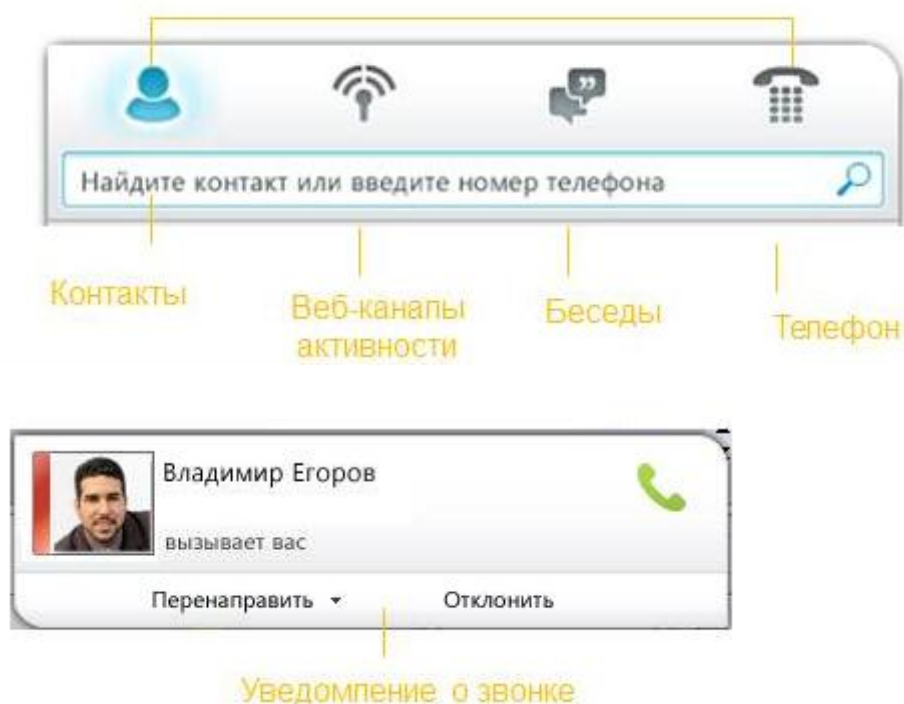 Найдите контакт или введите номер телефона
Контакты
Веб-каналы
активности
Беседы
Телефон
Владимир Егоров
вызывает вас
Перенаправить
Отклонить
Уведомление о звонке